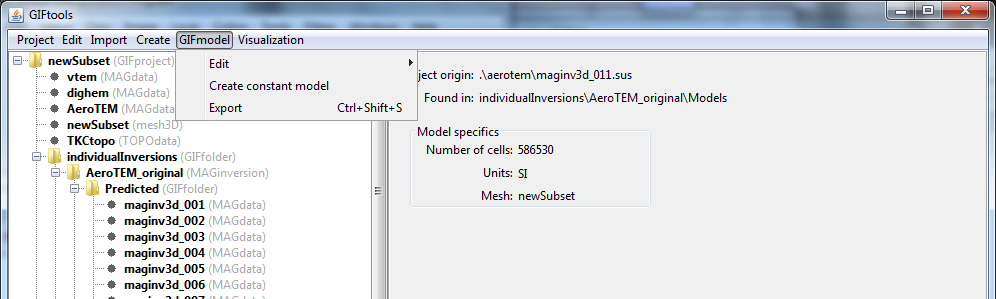 GIFtools
Project Edit Import Create GIFmodel Visualization
Edit
Create constant model
Export Ctrl+Shift+S
newSubset (GIFproject)
vtem (MAGdata)
dighem (MAGdata)
AeroTEM (MAGdata)
newSubset (mesh3D)
TKCtopo (TOPOdata)
individualInversions (GIFfolder)
AeroTEM_original (MAGinversion)
Predicted (GIFfolder)
maginv3d_001 (MAGdata)
maginv3d_002 (MAGdata)
maginv3d_003 (MAGdata)
maginv3d_004 (MAGdata)
maginv3d_005 (MAGdata)
maginv3d_006 (MAGdata)
maginv3d_007 (MAGdata)
ject origin: .\aerotem\maginv3d_011.sus
Found in: individualInversions\AeroTEM_original\Models
Model specifics
Number of cells: 586530
Units: SI
Mesh: newSubset